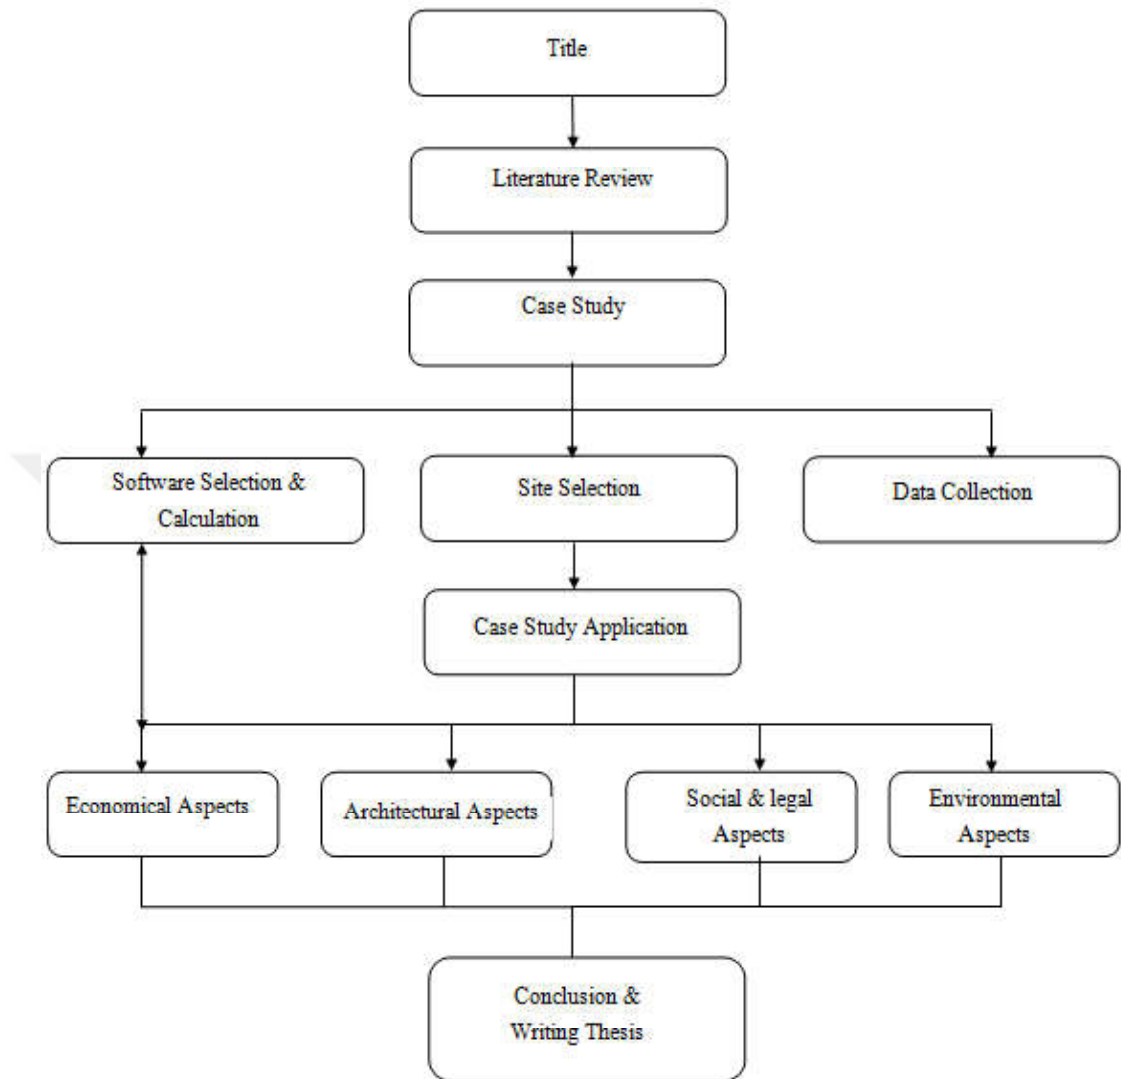 Title
Literature Review
Case Study
Software Selection &
Calculation
Site Selection
Data Collection
Case Study Application
Economical Aspects
Architectural Aspects
Social & legal
Aspects
Environmental
Aspects
Conclusion &
Writing Thesis